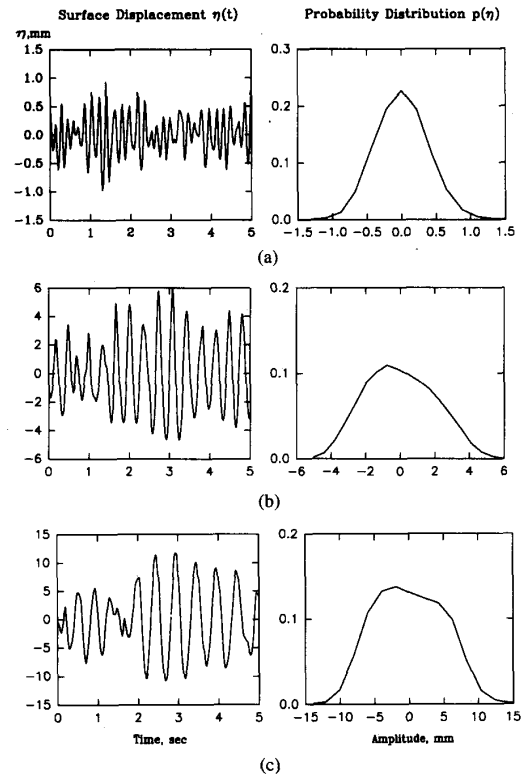 Surface Displacement η(t) Probability Distribution p(η)
η,mm
1.5 1.0 0.5 0.0 -0.5 -1.0 -1.5
0 1 2 3 4 5
0.3 0.2 0.1 0.0
-1.5 -1.0 -0.5 0.0 0.5 1.0 1.5
(a)
6 4 2 0 -2 -4 -6
0 1 2 3 4 5
0.2 0.1 0.0
-6 -4 -2 0 2 4 6
(b)
15 10 5 0 -5 -10 -15
0 1 2 3 4 5
Time, sec
0.2 0.1 0.0
-15 -10 -5 0 5 10 15
Amplitude, mm
(c)